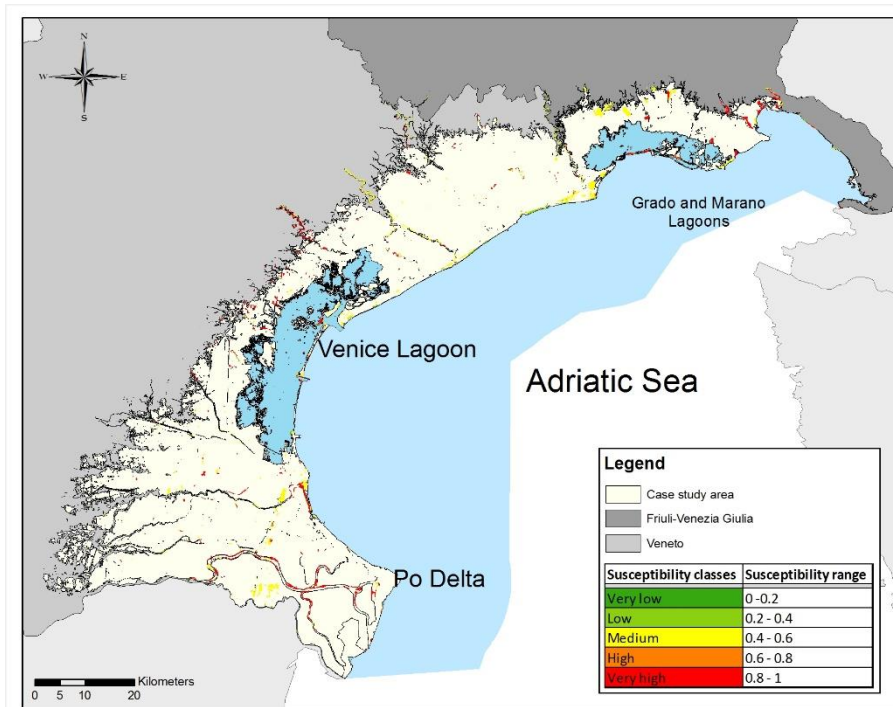 N
W E
S
Grado and Marano
Lagoons
Venice Lagoon
Adriatic Sea
Po Delta
Legend
Case study area
Friuli-Venezia Giulia
Veneto
Susceptibility classes Susceptibility range
Very low 0 -0.2
Low 0.2 - 0.4
Medium 0.4 - 0.6
High 0.6 - 0.8
Very high 0.8 - 1
Kilometers
0 5 10 20